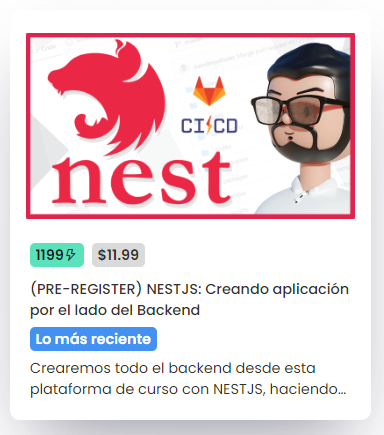 nest
CI⚡CD
1199⚡
$11.99
(PRE-REGISTER) NESTJS: Creando aplicación
por el lado del Backend
Lo más reciente
Crearemos todo el backend desde esta
plataforma de curso con NESTJS, haciendo...